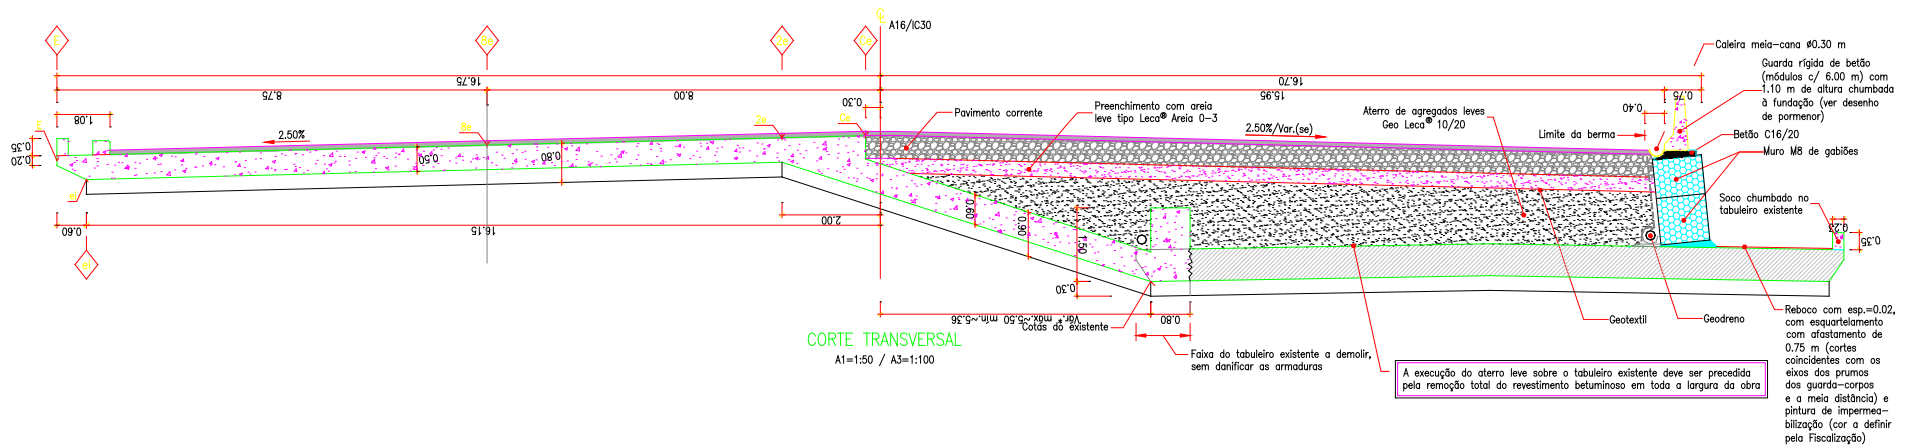 A16/IC30
E
8e
2e
Ce
16.75
16.70
8.75
8.00
15.95
0.75
0.30
0.40
1.08
0.35
0.20
E
e
8e
2e
Ce
2.50%
0.50
0.80
Pavimento corrente
Preenchimento com areia
leve tipo Leca® Areia 0-3
2.50%/Var.(se)
Aterro de agregados leves
Geo Leca® 10/20
Limite da berma
Caleira meia-cana ø0.30 m
Guarda rígida de betão
(módulos c/ 6.00 m) com
1.10 m de altura chumbada
à fundação (ver desenho
de pormenor)
Betão C16/20
Muro M8 de gabiões
Soco chumbado no
tabuleiro existente
0.23
0.35
0.60
16.15
2.00
0.60
0.90
1.50
0.30
el
Var.* máx.~5.50 mín.~5.36
0.80
Cotas do existente
Faixa do tabuleiro existente a demolir,
sem danificar as armaduras
Geotextil
Geodreno
A execução do aterro leve sobre o tabuleiro existente deve ser precedida
pela remoção total do revestimento betuminoso em toda a largura da obra
Reboco com esp.=0.02,
com esquartelamento
com afastamento de
0.75 m (cortes
coincidentes com os
eixos dos prumos
dos guarda-corpos
e a meia distância) e
pintura de impermea-
bilização (cor a definir
pela Fiscalização)
CORTE TRANSVERSAL
A1=1:50 / A3=1:100